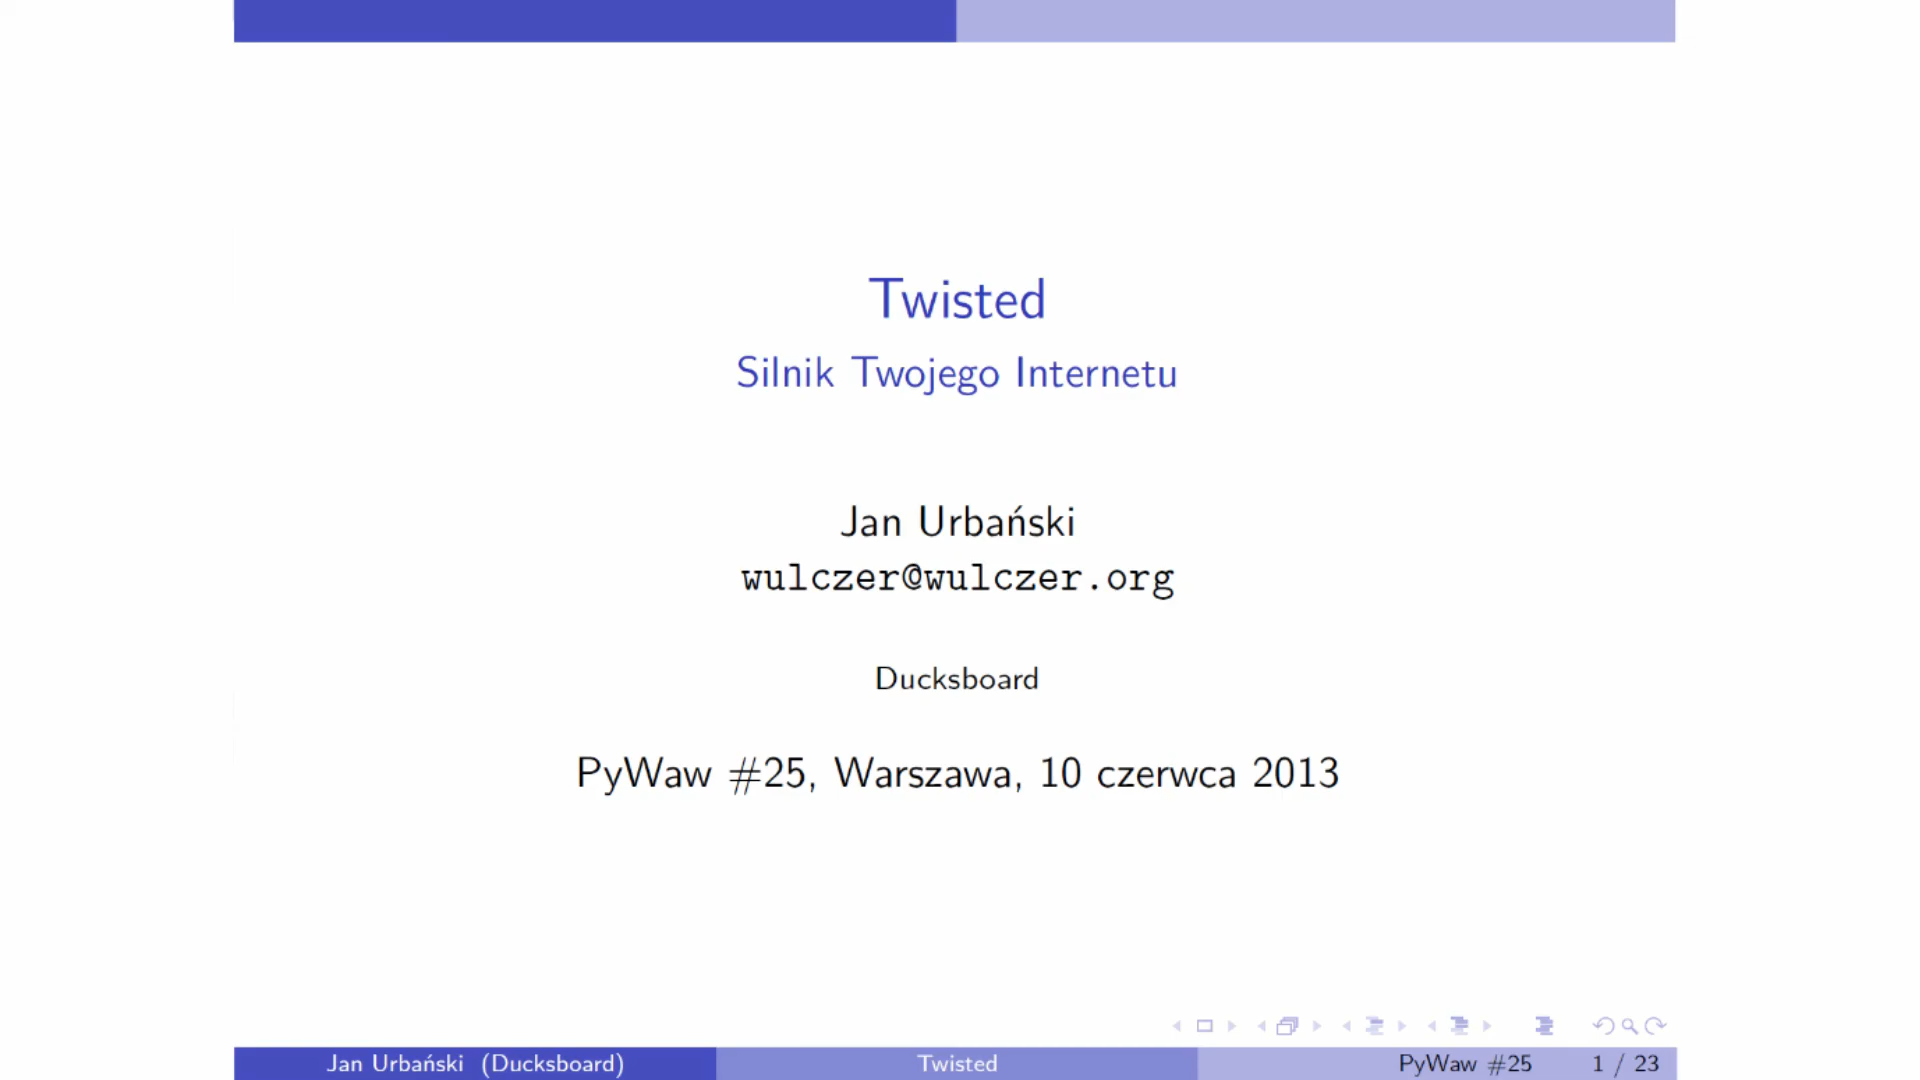 Twisted
Silnik Twojego Internetu
Jan Urbański
wulczer@wulczer.org
Ducksboard
PyWaw #25, Warszawa, 10 czerwca 2013
Jan Urbański (Ducksboard)
Twisted
PyWaw #25
1 / 23